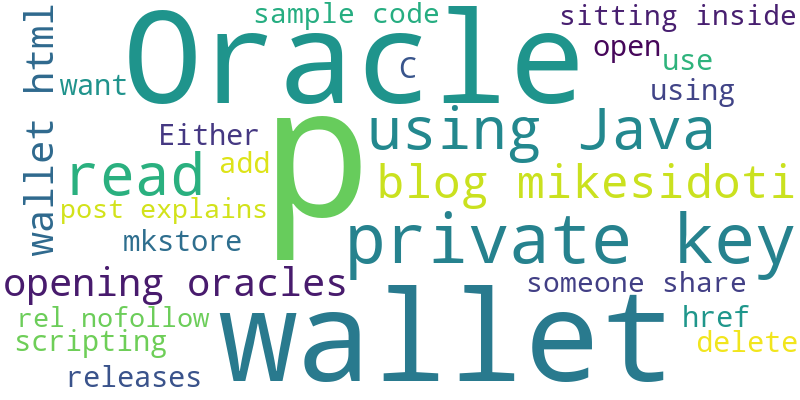 sample code
sitting inside
Oracle
open
wallet html
want
C
use
using
Either
using Java
add
p
read
blog mikesidoti
post explains
mkstore
private key
opening oracles
someone share
wallet
rel nofollow
href
scripting
delete
releases